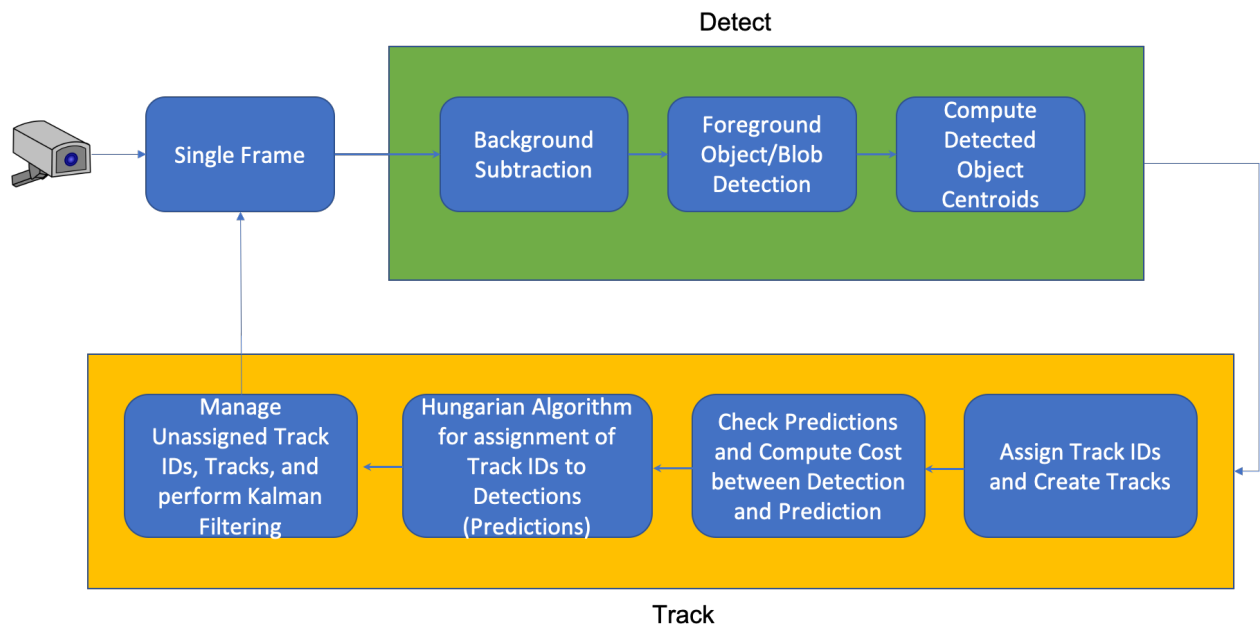 Detect
Single Frame
Background
Subtraction
Foreground
Object/Blob
Detection
Compute
Detected
Object
Centroids
Manage
Unassigned Track
IDs, Tracks, and
perform Kalman
Filtering
Hungarian Algorithm
for assignment of
Track IDs to
Detections
(Predictions)
Check Predictions
and Compute Cost
between Detection
and Prediction
Assign Track IDs
and Create Tracks
Track